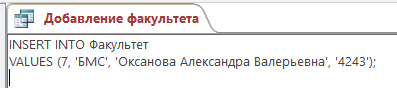 Добавление факультета
INSERT INTO Факультет
VALUES (7, 'БМС', 'Оксанова Александра Валерьевна', '4243');